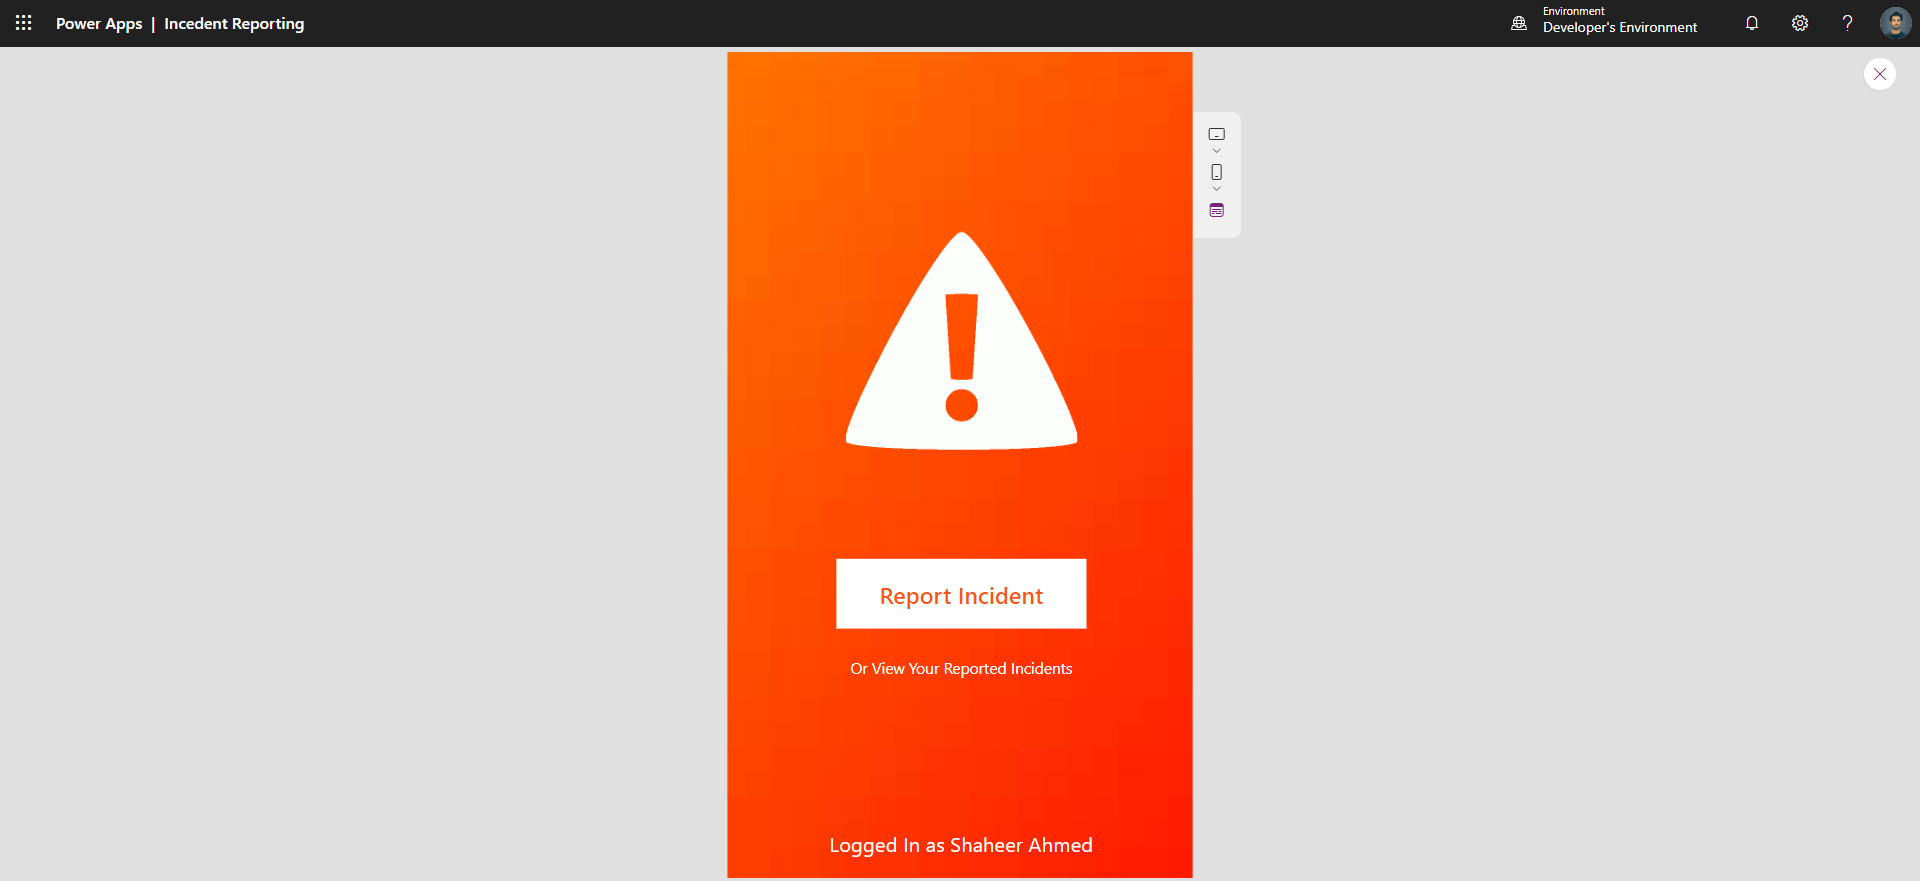 Power Apps | Incedent Reporting
Environment
Developer's Environment
?
!
Report Incident
Or View Your Reported Incidents
Logged In as Shaheer Ahmed